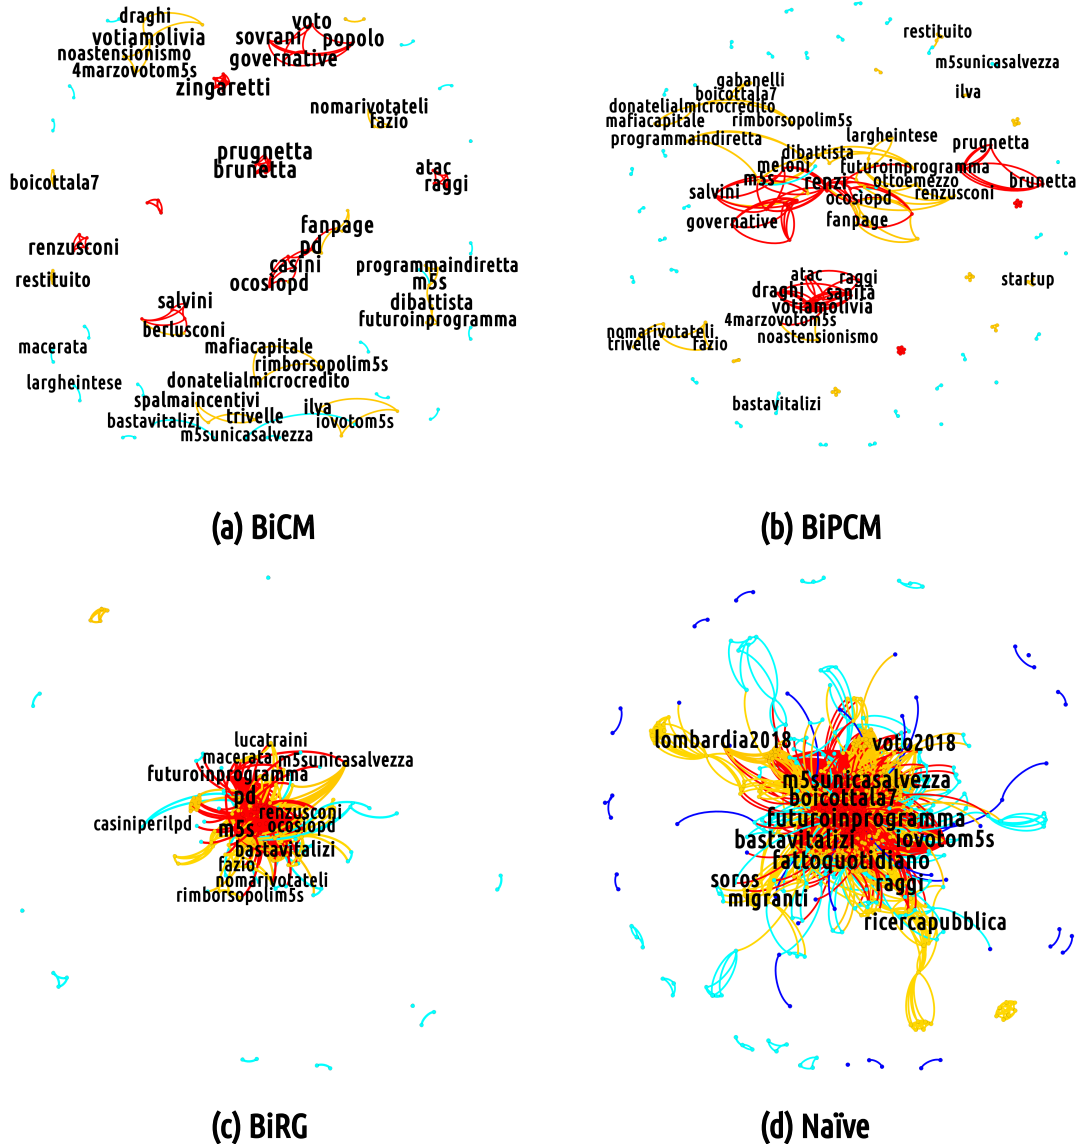 draghi
votiamolivia
noastensionismo
4marzovotom5s
voto
sovrani
popolo
governative
zingaretti
nomarivotateli
fazio
prugnetta
brunetta
atac
raggi
boicottala7
renzusconi
restituito
fanpage
pd
casini
ocosiopd
programmaindiretta
m5s
dibattista
futuroinprogramma
salvini
berlusconi
macerata
mafiacapitale
rimborsopolim5s
largheintese
donatelialmicrocredito
spalmaincentivi
ilva
bastavitalizi
trivelle
iovotom5s
m5sunicasalvezza
(a) BiCM
restituito
m5sunicasalvezza
gabanelli
boicottala7
ilva
donatelialmicrocredito
mafiacapitale
rimborsopolim5s
programmaindiretta
largheintese
prugnetta
dibattista
meloni
futuroinprogramma
m5s
renzi
ottoemezzo
brunetta
salvini
ocosiopd
renzusconi
governative
fanpage
atac
raggi
startup
draghi
sanita
votiamolivia
4marzovotom5s
nomarivotateli
noastensionismo
trivelle
fazio
bastavitalizi
(b) BiPCM
lucatraini
macerata
m5sunicasalvezza
futuroinprogramma
pd
renzusconi
casiniperilpd
m5s
ocosiopd
bastavitalizi
fazio
nomarivotateli
rimborsopolim5s
(c) BiRG
lombardia2018
voto2018
m5sunicasalvezza
boicottala7
futuroinprogramma
bastavitalizi
iovotom5s
fattoquotidiano
soros
raggi
migranti
ricercapubblica
(d) Naïve